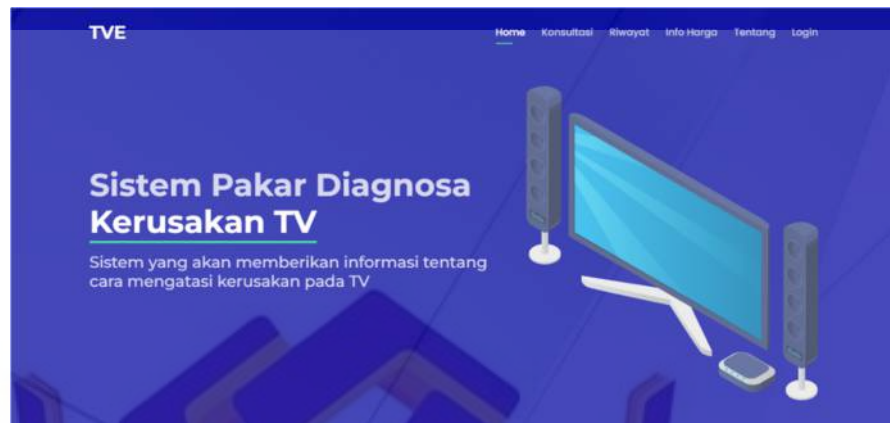 TVE
Home Konsultasi Riwayat Info Harga Tentang Login
Sistem Pakar Diagnosa
Kerusakan TV
Sistem yang akan memberikan informasi tentang
cara mengatasi kerusakan pada TV